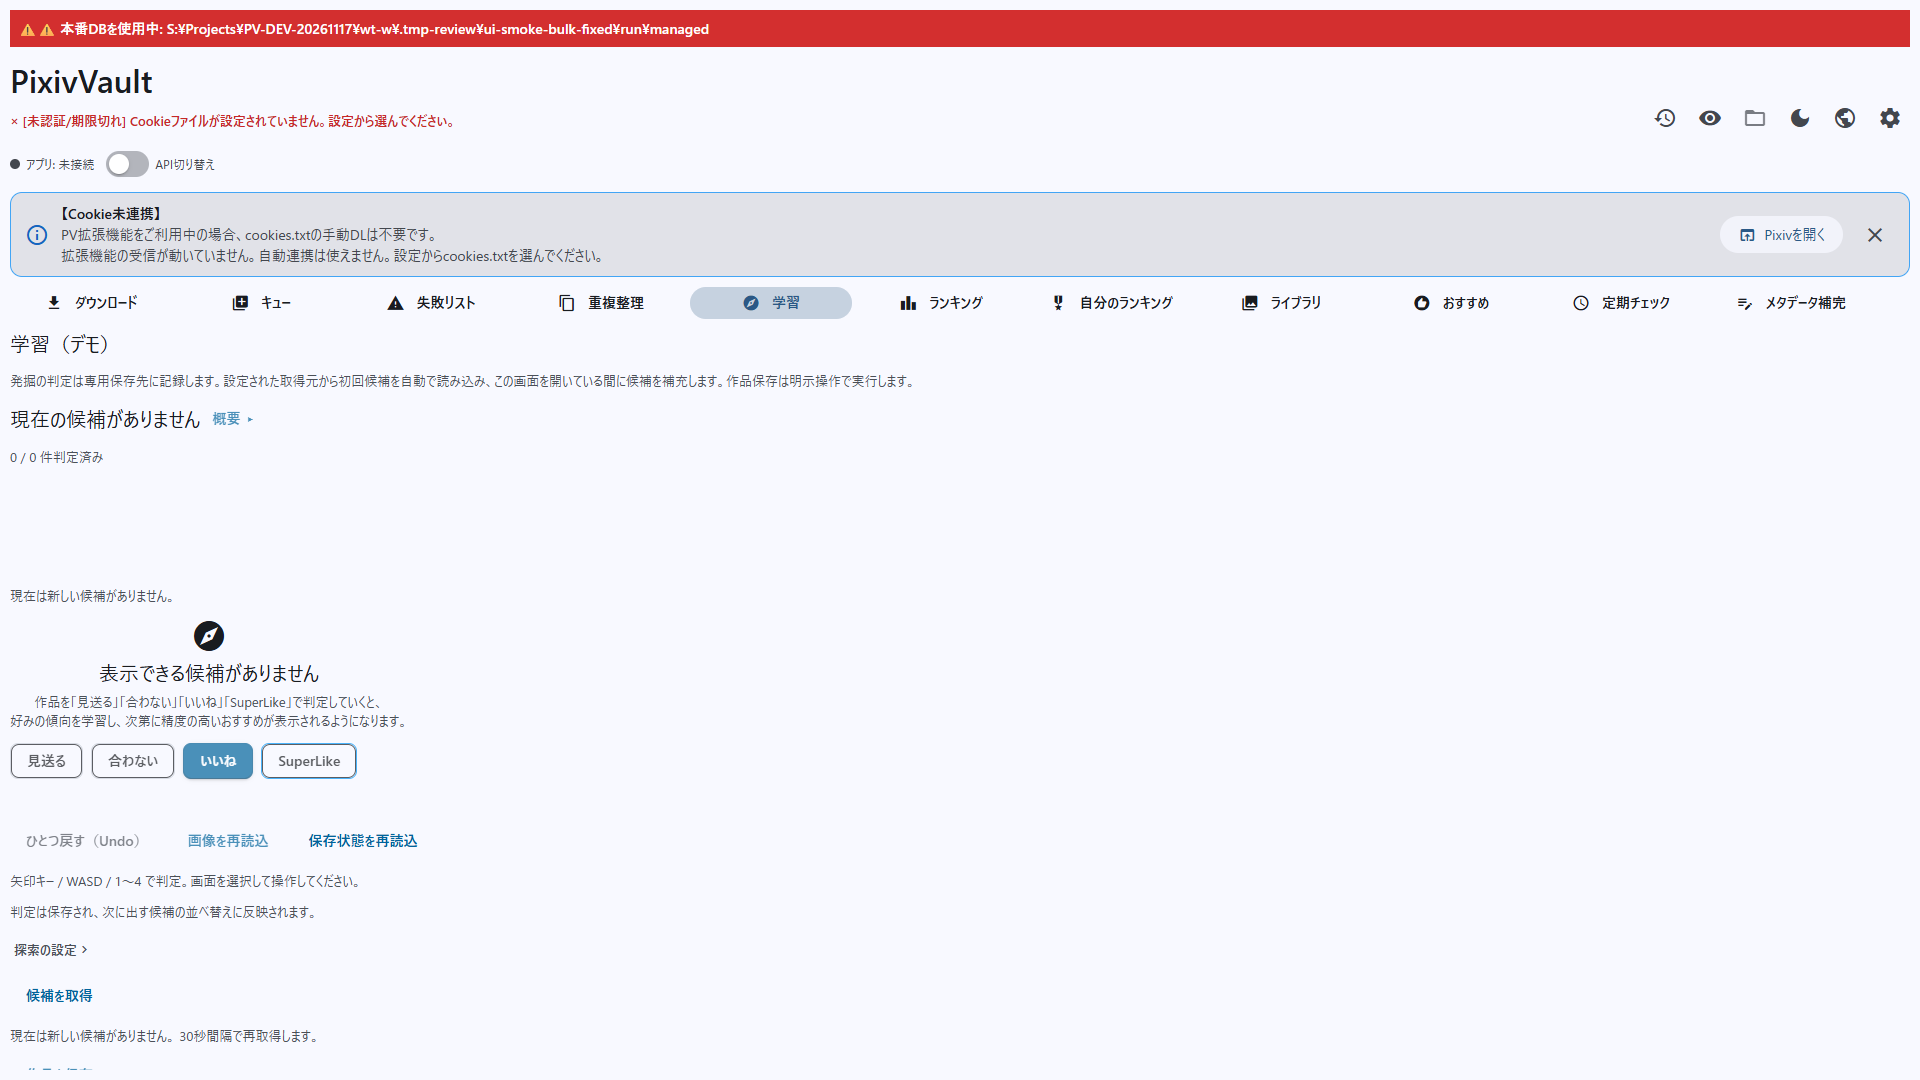 本番DBを使用中: S:¥Projects¥PV-DEV-20261117¥wt-w¥.tmp-review¥ui-smoke-bulk-fixed¥run¥managed
PixivVault
× [未認証/期限切れ] Cookieファイルが設定されていません。設定から選んでください。
アプリ: 未接続 API切り替え
【Cookie未連携】
PV拡張機能をご利用中の場合、cookies.txtの手動DLは不要です。
拡張機能の受信が動いていません。自動連携は使えません。設定からcookies.txtを選んでください。
Pixivを開く
ダウンロード キュー 失敗リスト 重複整理 学習 ランキング 自分のランキング ライブラリ おすすめ 定期チェック メタデータ補完
学習（デモ）
発掘の判定は専用保存先に記録します。設定された取得元から初回候補を自動で読み込み、この画面を開いている間に候補を補充します。作品保存は明示操作で実行します。
現在の候補がありません 概要 ▸
0 / 0 件判定済み
現在は新しい候補がありません。
表示できる候補がありません
作品を「見送る」「合わない」「いいね」「SuperLike」で判定していくと、
好みの傾向を学習し、次第に精度の高いおすすめが表示されるようになります。
見送る 合わない いいね SuperLike
ひとつ戻す（Undo） 画像を再読込 保存状態を再読込
矢印キー / WASD / 1〜4 で判定。画面を選択して操作してください。
判定は保存され、次に出す候補の並べ替えに反映されます。
探索の設定
候補を取得
現在は新しい候補がありません。 30秒間隔で再取得します。